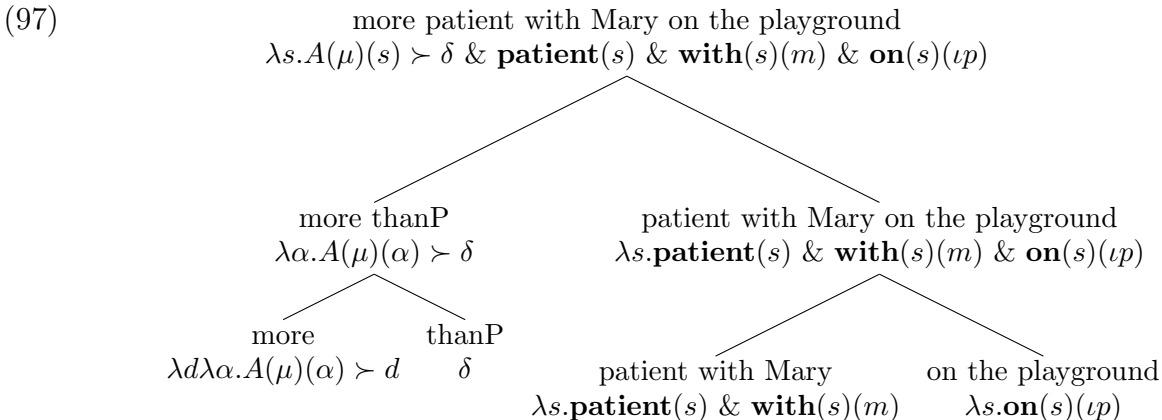 (97)
more patient with Mary on the playground
λs.A(μ)(s) ≻ δ & patient(s) & with(s)(m) & on(s)(ιp)
more thanP
λα.A(μ)(α) ≻ δ
patient with Mary on the playground
λs.patient(s) & with(s)(m) & on(s)(ιp)
more
λdλα.A(μ)(α) ≻ d
thanP
δ
patient with Mary
λs.patient(s) & with(s)(m)
on the playground
λs.on(s)(ιp)